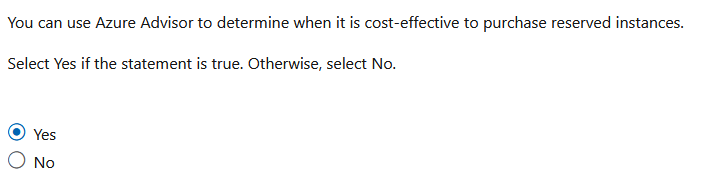 You can use Azure Advisor to determine when it is cost-effective to purchase reserved instances.
Select Yes if the statement is true. Otherwise, select No.
Yes
No